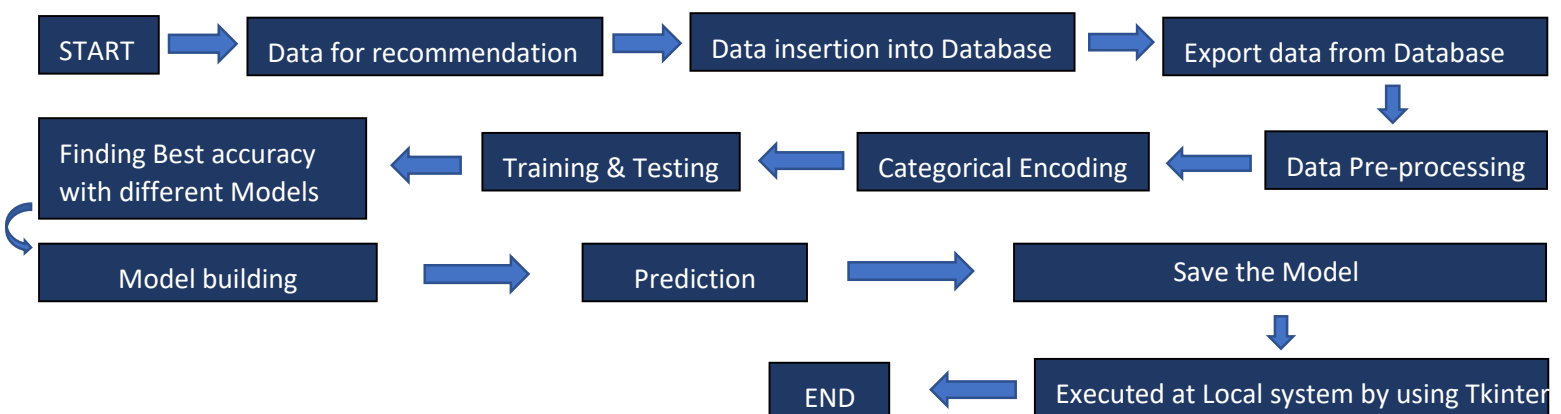 START
Data for recommendation
Data insertion into Database
Export data from Database
Data Pre-processing
Categorical Encoding
Training & Testing
Finding Best accuracy
with different Models
Model building
Prediction
Save the Model
Executed at Local system by using Tkinter
END